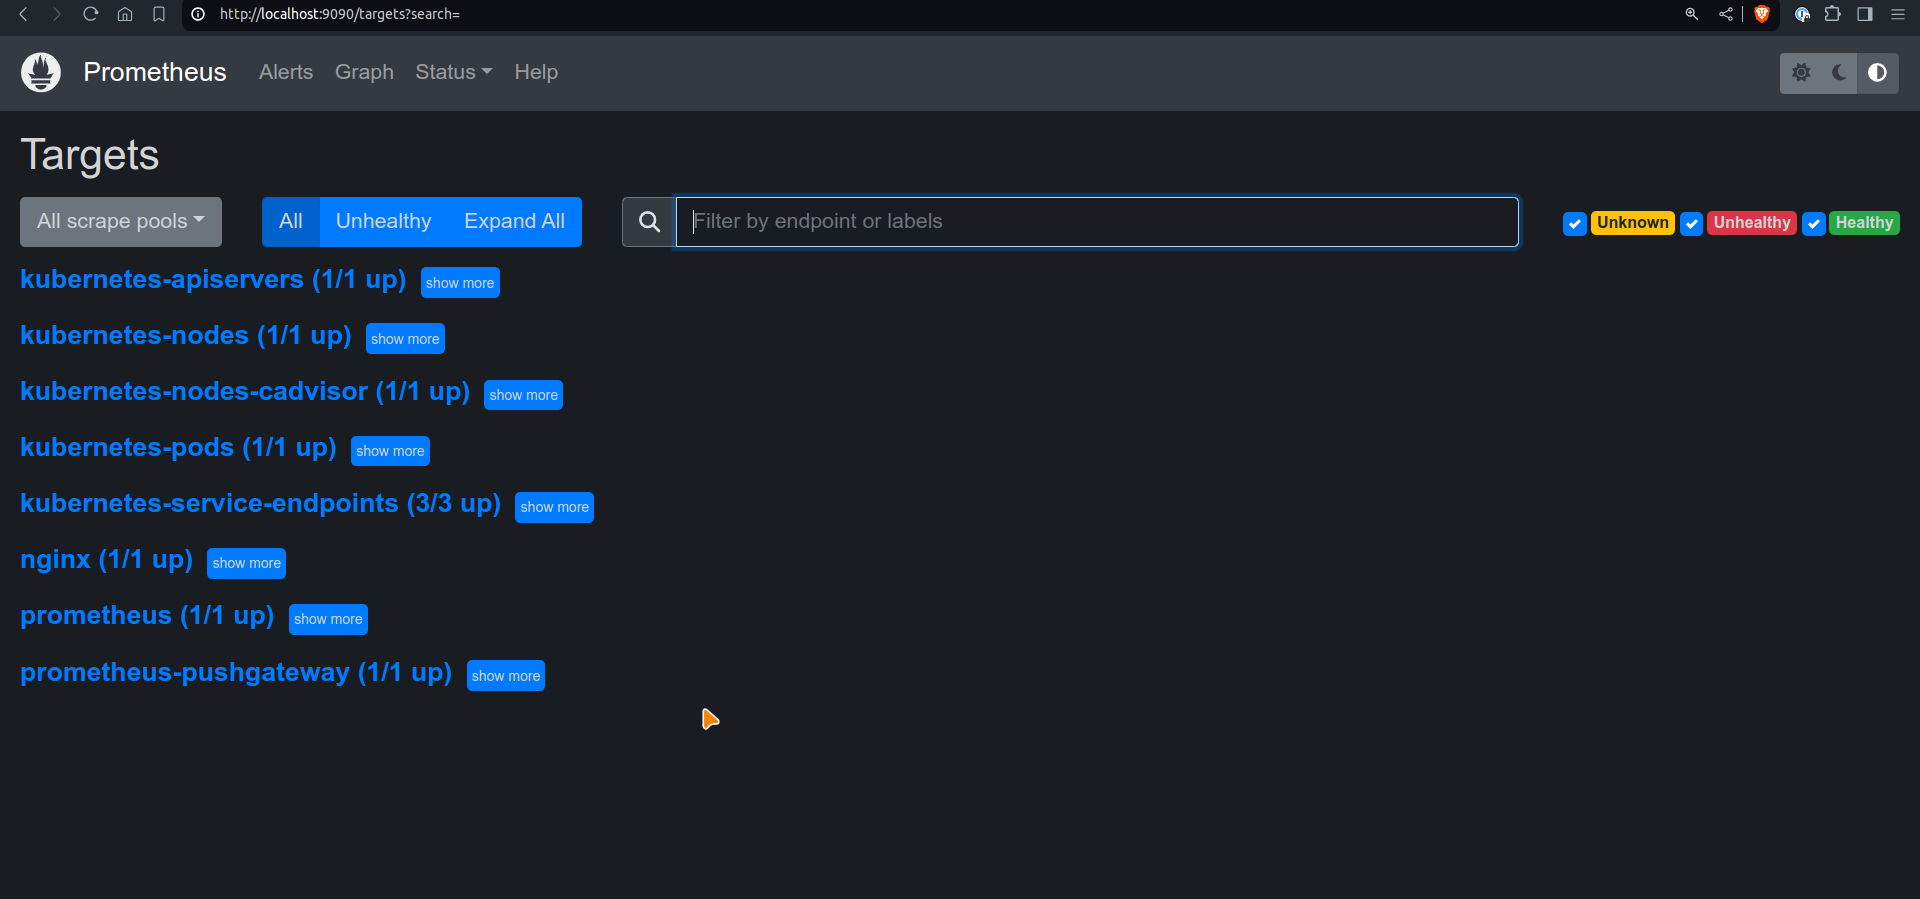 http://localhost:9090/targets?search=
Prometheus Alerts Graph Status Help
Targets
All scrape pools All Unhealthy Expand All Filter by endpoint or labels Unknown Unhealthy Healthy
kubernetes-apiservers (1/1 up) show more
kubernetes-nodes (1/1 up) show more
kubernetes-nodes-cadvisor (1/1 up) show more
kubernetes-pods (1/1 up) show more
kubernetes-service-endpoints (3/3 up) show more
nginx (1/1 up) show more
prometheus (1/1 up) show more
prometheus-pushgateway (1/1 up) show more